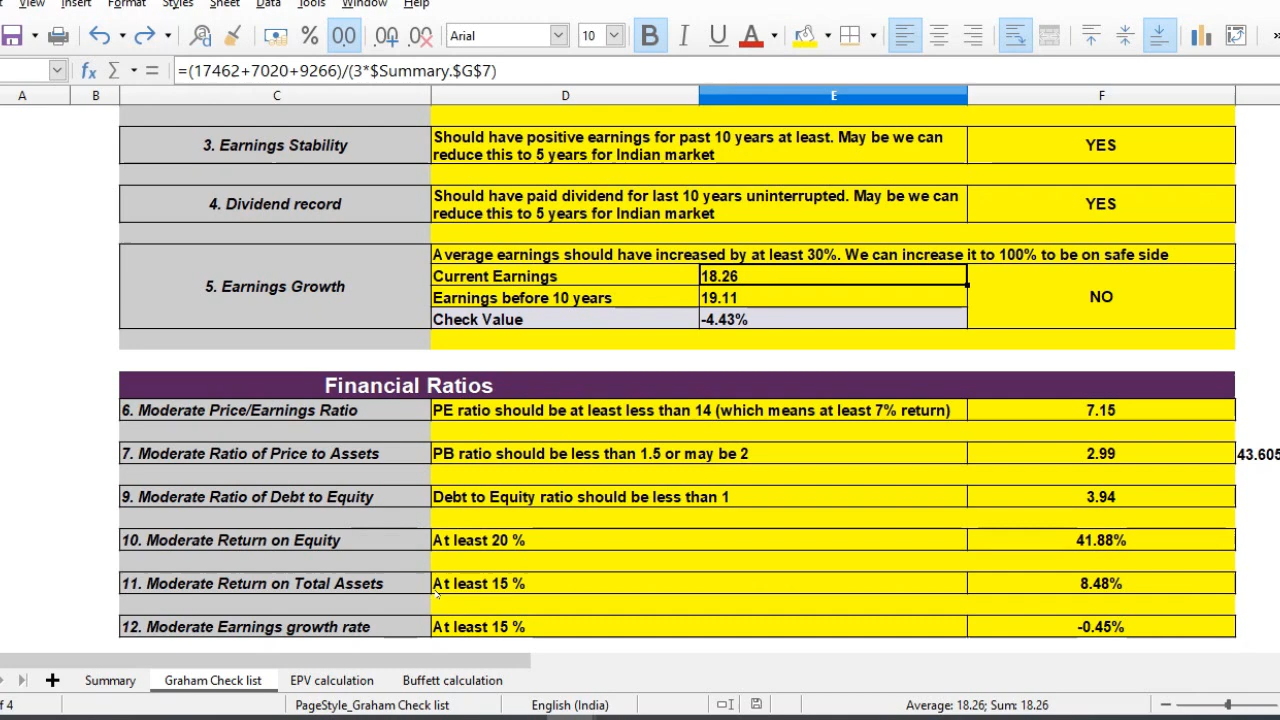 View Insert Format Styles Sheet Data Tools Window Help
Arial 10
=(17462+7020+9266)/(3*$Summary.$G$7)
A B C D E F
3. Earnings Stability
Should have positive earnings for past 10 years at least. May be we can
reduce this to 5 years for Indian market
YES
4. Dividend record
Should have paid dividend for last 10 years uninterrupted. May be we can
reduce this to 5 years for Indian market
YES
5. Earnings Growth
Average earnings should have increased by at least 30%. We can increase it to 100% to be on safe side
Current Earnings 18.26
Earnings before 10 years 19.11
Check Value -4.43%
NO
Financial Ratios
6. Moderate Price/Earnings Ratio PE ratio should be at least less than 14 (which means at least 7% return) 7.15
7. Moderate Ratio of Price to Assets PB ratio should be less than 1.5 or may be 2 2.99 43.605
9. Moderate Ratio of Debt to Equity Debt to Equity ratio should be less than 1 3.94
10. Moderate Return on Equity At least 20 % 41.88%
11. Moderate Return on Total Assets At least 15 % 8.48%
12. Moderate Earnings growth rate At least 15 % -0.45%
Summary Graham Check list EPV calculation Buffett calculation
of 4 PageStyle_Graham Check list English (India) Average: 18.26; Sum: 18.26